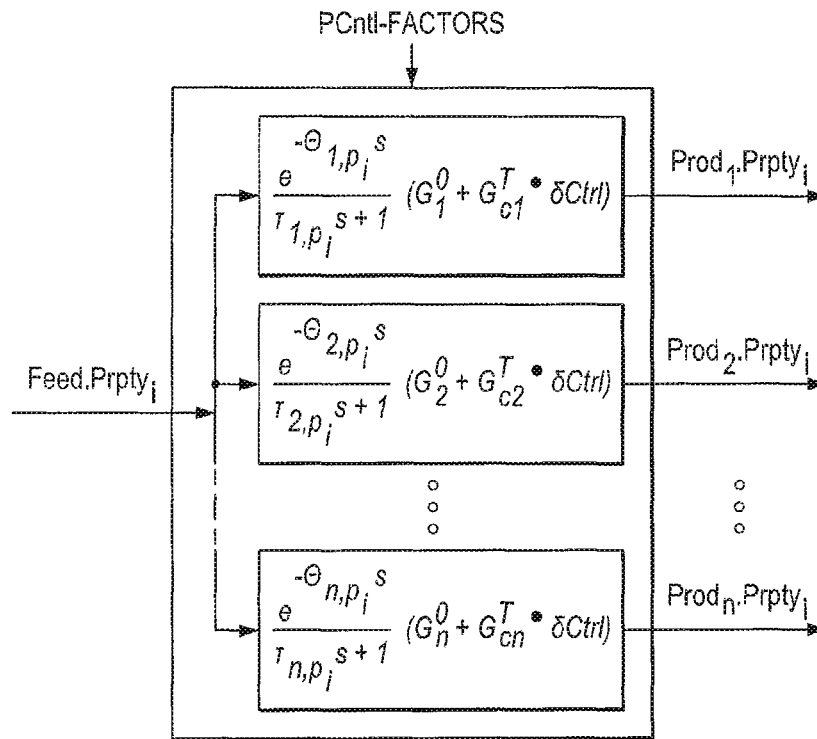 PCntl-FACTORS
e^{-Θ_{1,p_i} s} / τ_{1,p_i} s + 1 (G_1^0 + G_{c1}^T • δCtrl)
Prod_1.Prpty_i
e^{-Θ_{2,p_i} s} / τ_{2,p_i} s + 1 (G_2^0 + G_{c2}^T • δCtrl)
Prod_2.Prpty_i
Feed.Prpty_i
e^{-Θ_{n,p_i} s} / τ_{n,p_i} s + 1 (G_n^0 + G_{cn}^T • δCtrl)
Prod_n.Prpty_i